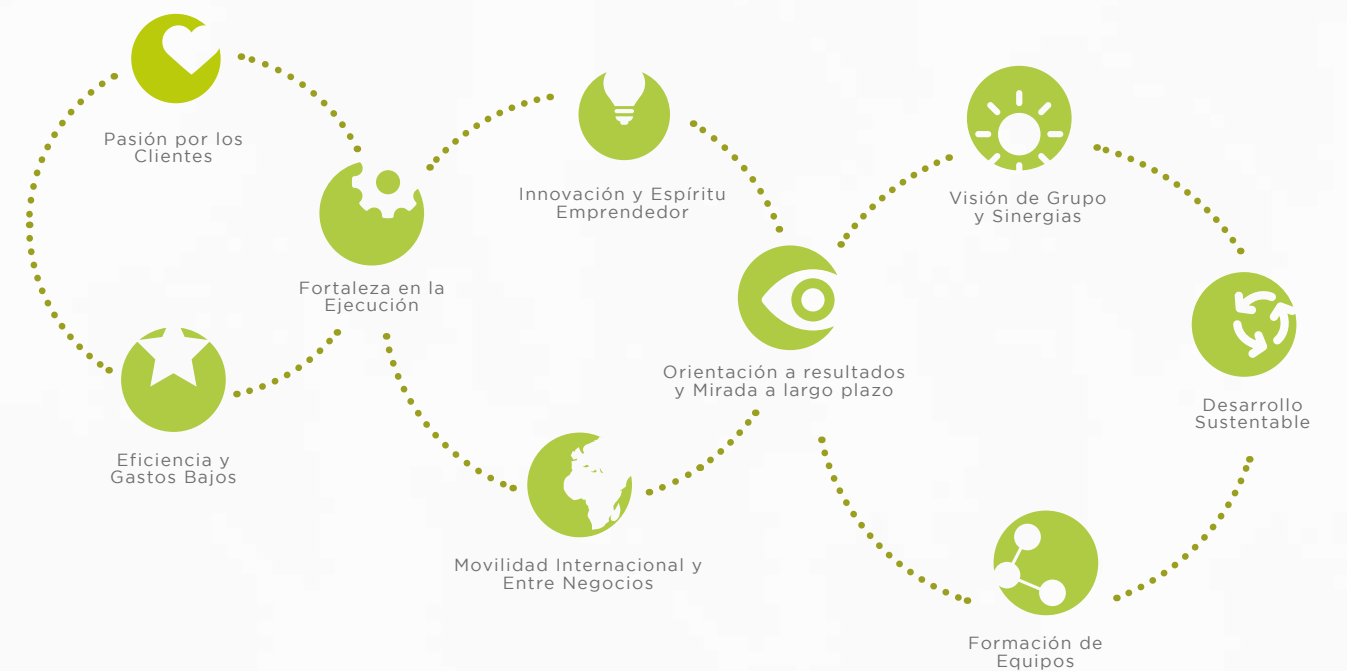 Pasión por los
Clientes
Innovación y Espíritu
Emprendedor
Visión de Grupo
y Sinergias
Fortaleza en la
Ejecución
Orientación a resultados
y Mirada a largo plazo
Desarrollo
Sustentable
Eficiencia y
Gastos Bajos
Movilidad Internacional y
Entre Negocios
Formación de
Equipos